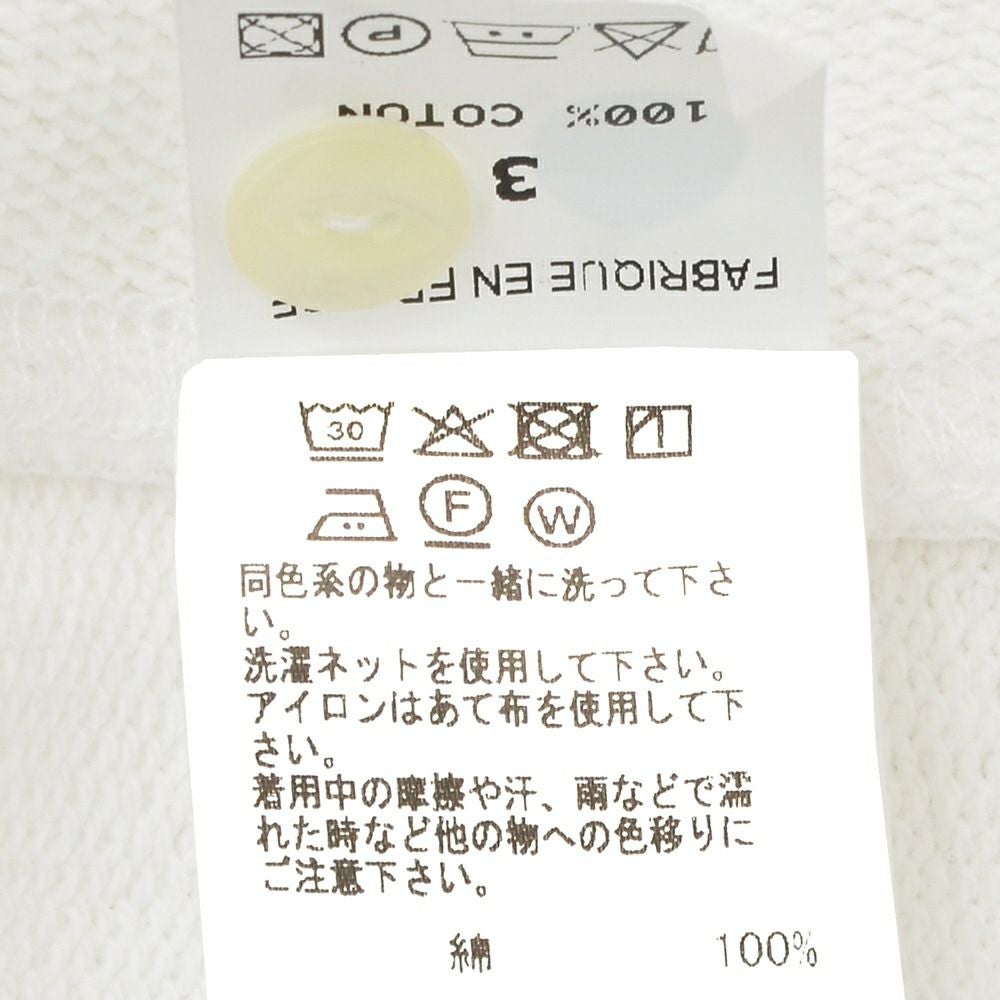 100% COTON
3
FABRIQUE EN
30
F
W
同色系の物と一緒に洗って下さ
い。
洗濯ネットを使用して下さい。
アイロンはあて布を使用して下
さい。
着用中の摩擦や汗、雨などで濡
れた時など他の物への色移りに
ご注意下さい。
綿 100%